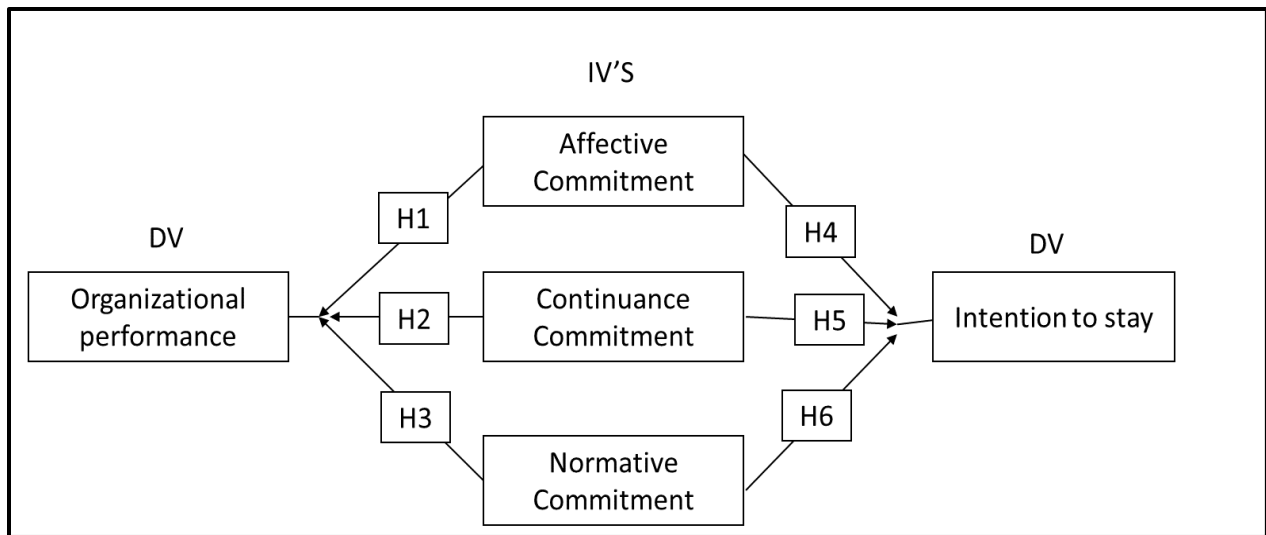 IV'S
Affective
Commitment
H1
H4
DV
DV
Organizational
performance
H2
Continuance
Commitment
H5
Intention to stay
H3
H6
Normative
Commitment